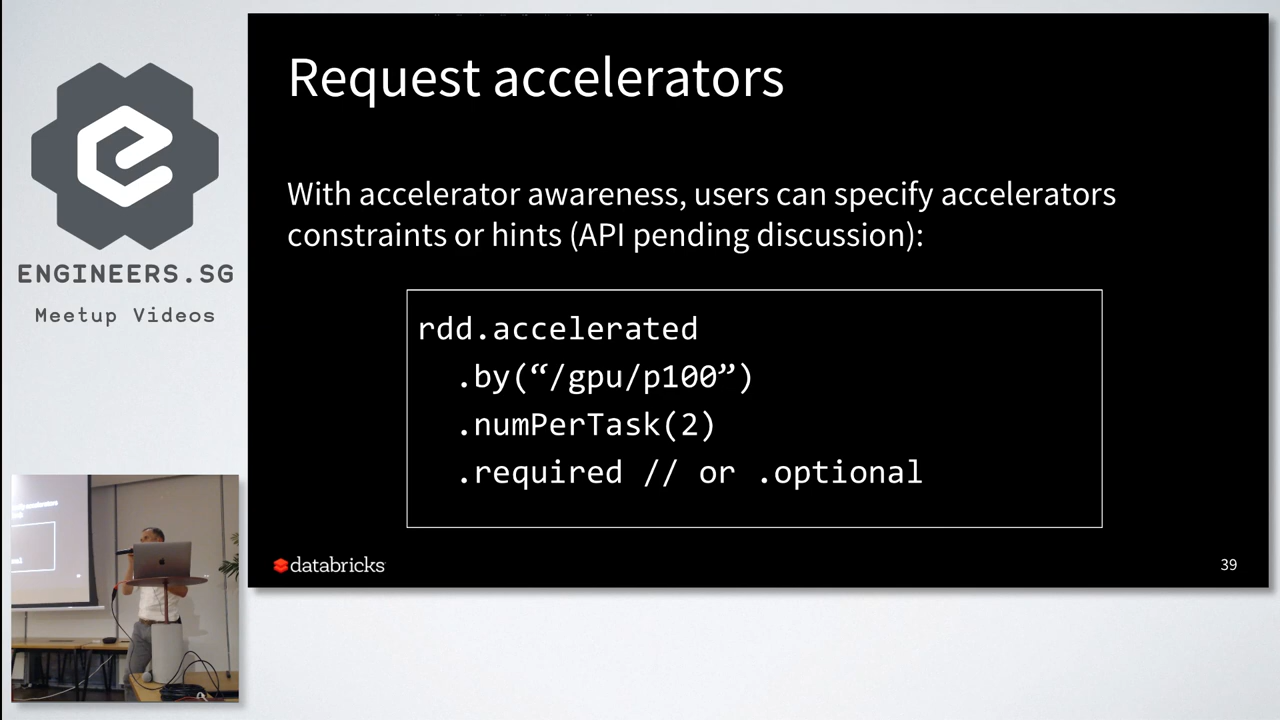 ENGINEERS.SG
Meetup Videos
Request accelerators
With accelerator awareness, users can specify accelerators
constraints or hints (API pending discussion):
rdd.accelerated
.by(“/gpu/p100”)
.numPerTask(2)
.required // or .optional
databricks
39